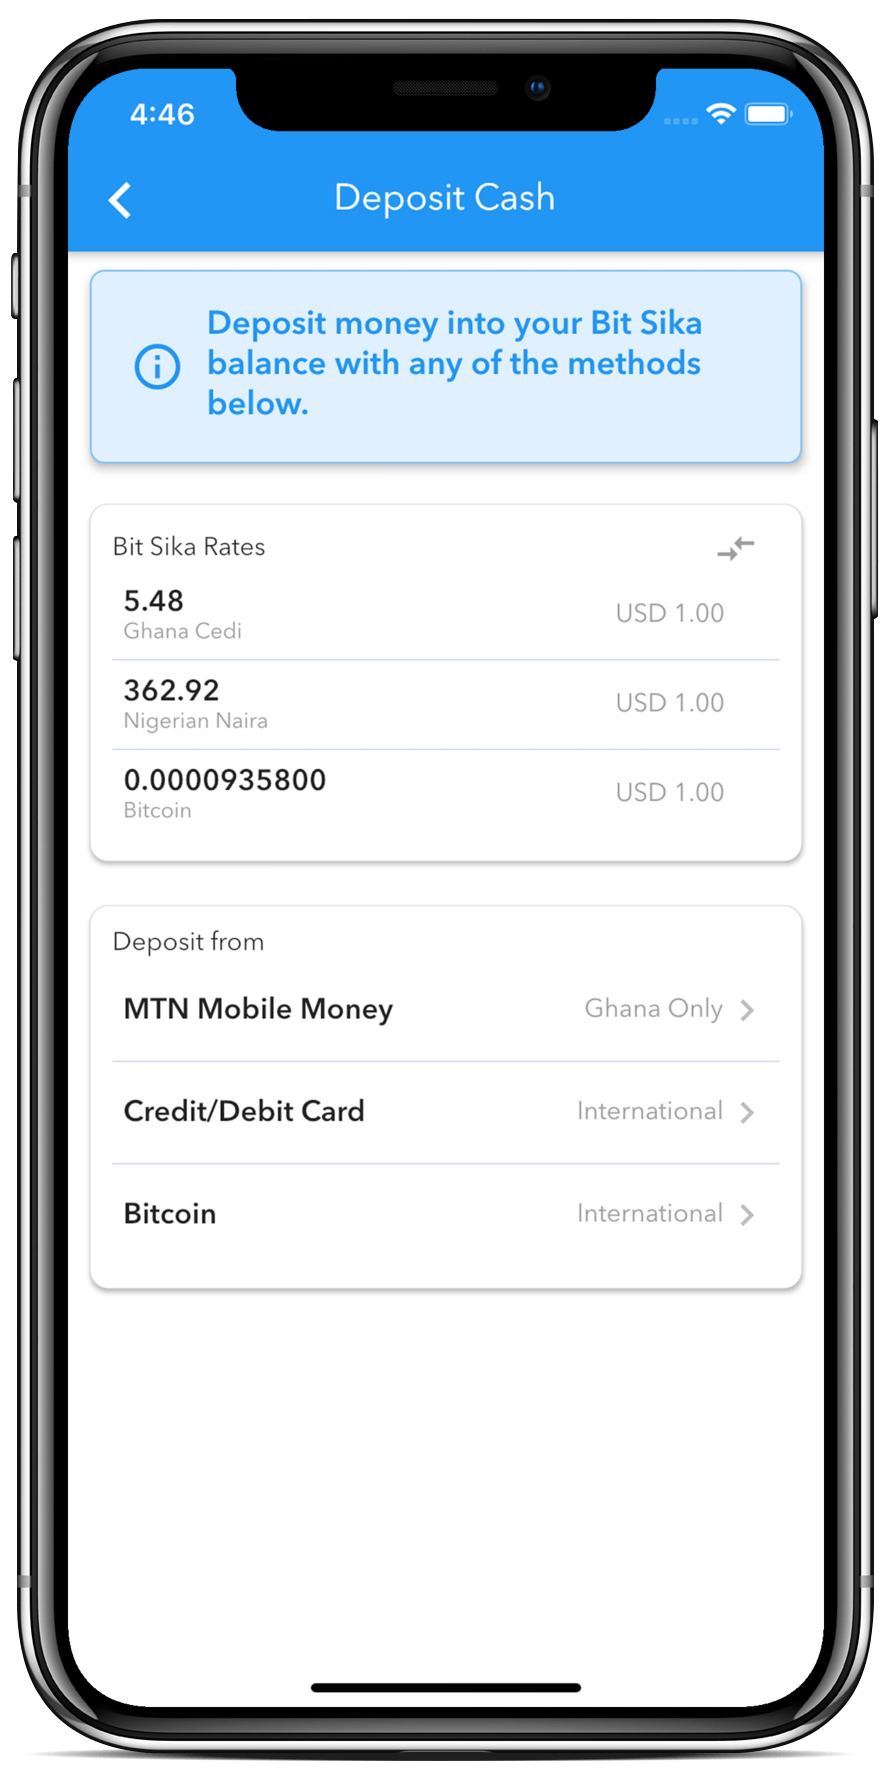 4:46
Deposit Cash
Deposit money into your Bit Sika
balance with any of the methods
below.
Bit Sika Rates
5.48
Ghana Cedi
USD 1.00
362.92
Nigerian Naira
USD 1.00
0.0000935800
Bitcoin
USD 1.00
Deposit from
MTN Mobile Money Ghana Only
Credit/Debit Card International
Bitcoin International